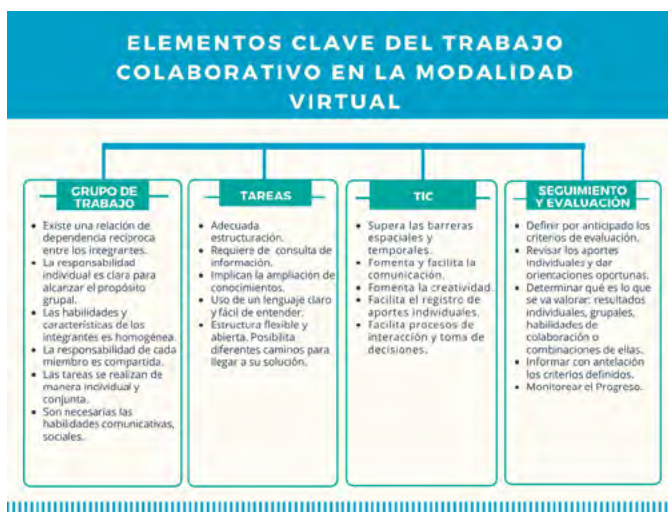 ELEMENTOS CLAVE DEL TRABAJO
COLABORATIVO EN LA MODALIDAD
VIRTUAL
GRUPO DE
TRABAJO
• Existe una relación de
dependencia recíproca
entre los integrantes.
• La responsabilidad
individual es clara para
alcanzar el propósito
grupal.
• Las habilidades y
características de los
integrantes es homogénea.
• La responsabilidad de cada
miembro es compartida.
• Las tareas se realizan de
manera individual y
conjunta.
• Son necesarias las
habilidades comunicativas,
sociales.
TAREAS
• Adecuada
estructuración.
• Requiere de consulta de
información.
• Implican la ampliación de
conocimientos.
• Uso de un lenguaje claro
y fácil de entender.
• Estructura flexible y
abierta. Posibilita
diferentes caminos para
llegar a su solución.
TIC
• Supera las barreras
espaciales y
temporales.
• Fomenta y facilita la
comunicación.
• Fomenta la creatividad.
• Facilita el registro de
aportes individuales.
• Facilita procesos de
interacción y toma de
decisiones.
SEGUIMIENTO
Y EVALUACIÓN
• Definir por anticipado los
criterios de evaluación.
• Revisar los aportes
individuales y dar
orientaciones oportunas.
• Determinar qué es lo que
se va valorar: resultados
individuales, grupales,
habilidades de
colaboración o
combinaciones de ellas.
• Informar con antelación
los criterios definidos.
• Monitorear el Progreso.